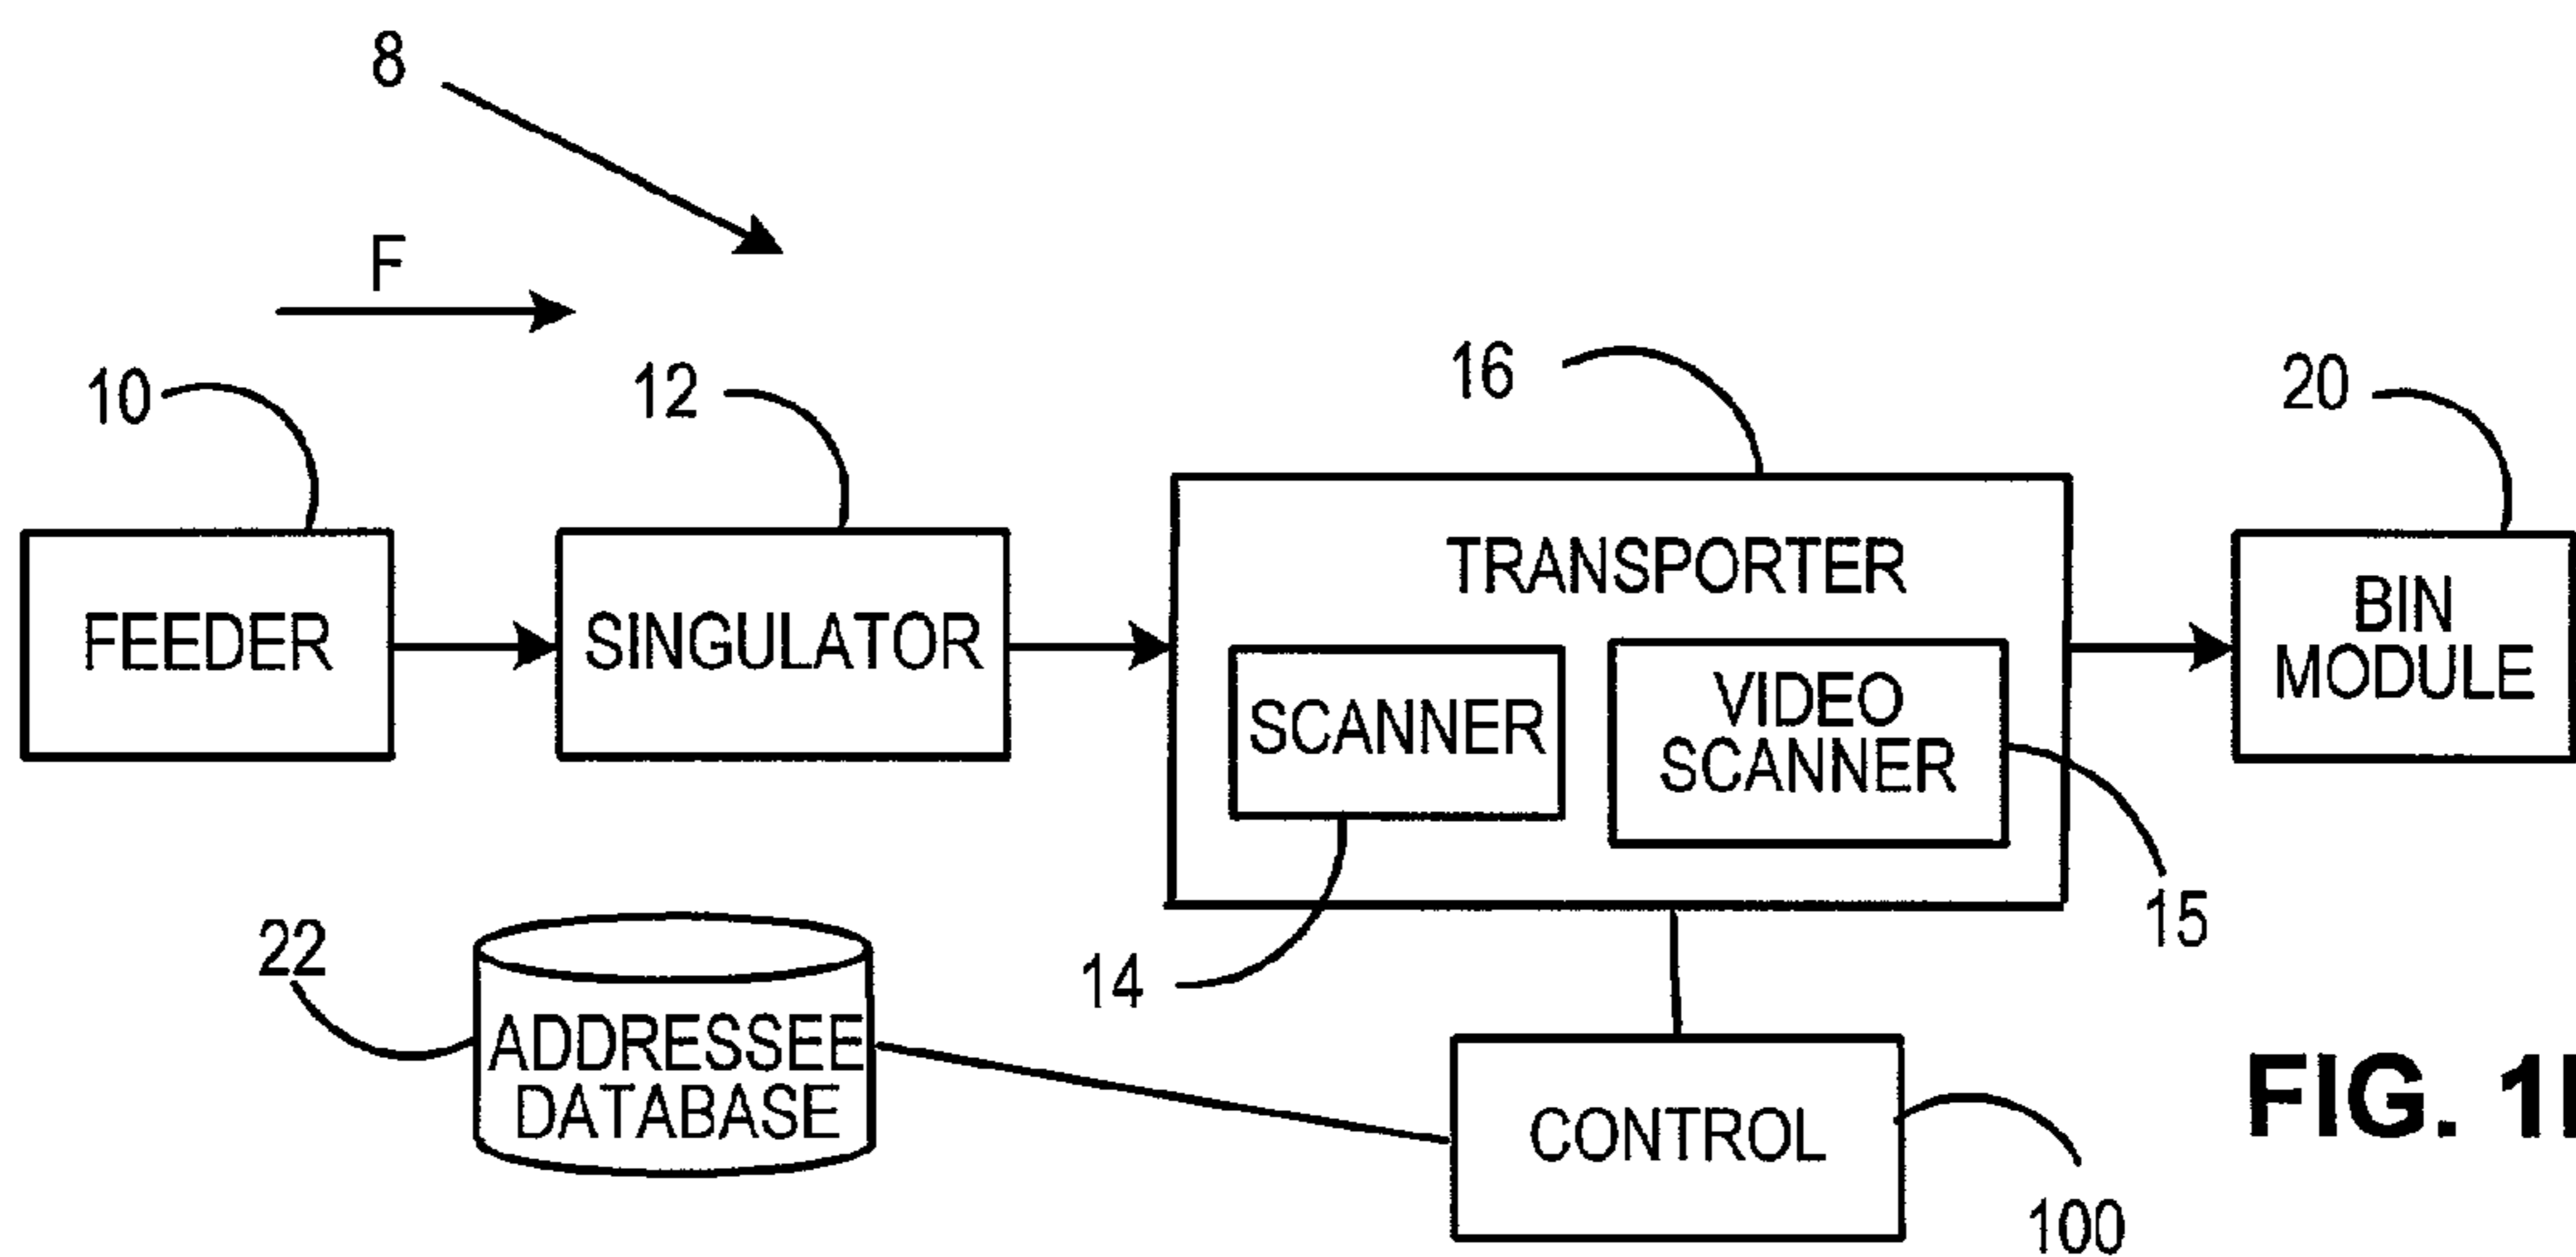 8
F
10
12
16
20
FEEDER
SINGULATOR
TRANSPORTER
SCANNER
VIDEO
SCANNER
BIN
MODULE
22
14
15
ADDRESSEE
DATABASE
CONTROL
100
FIG.